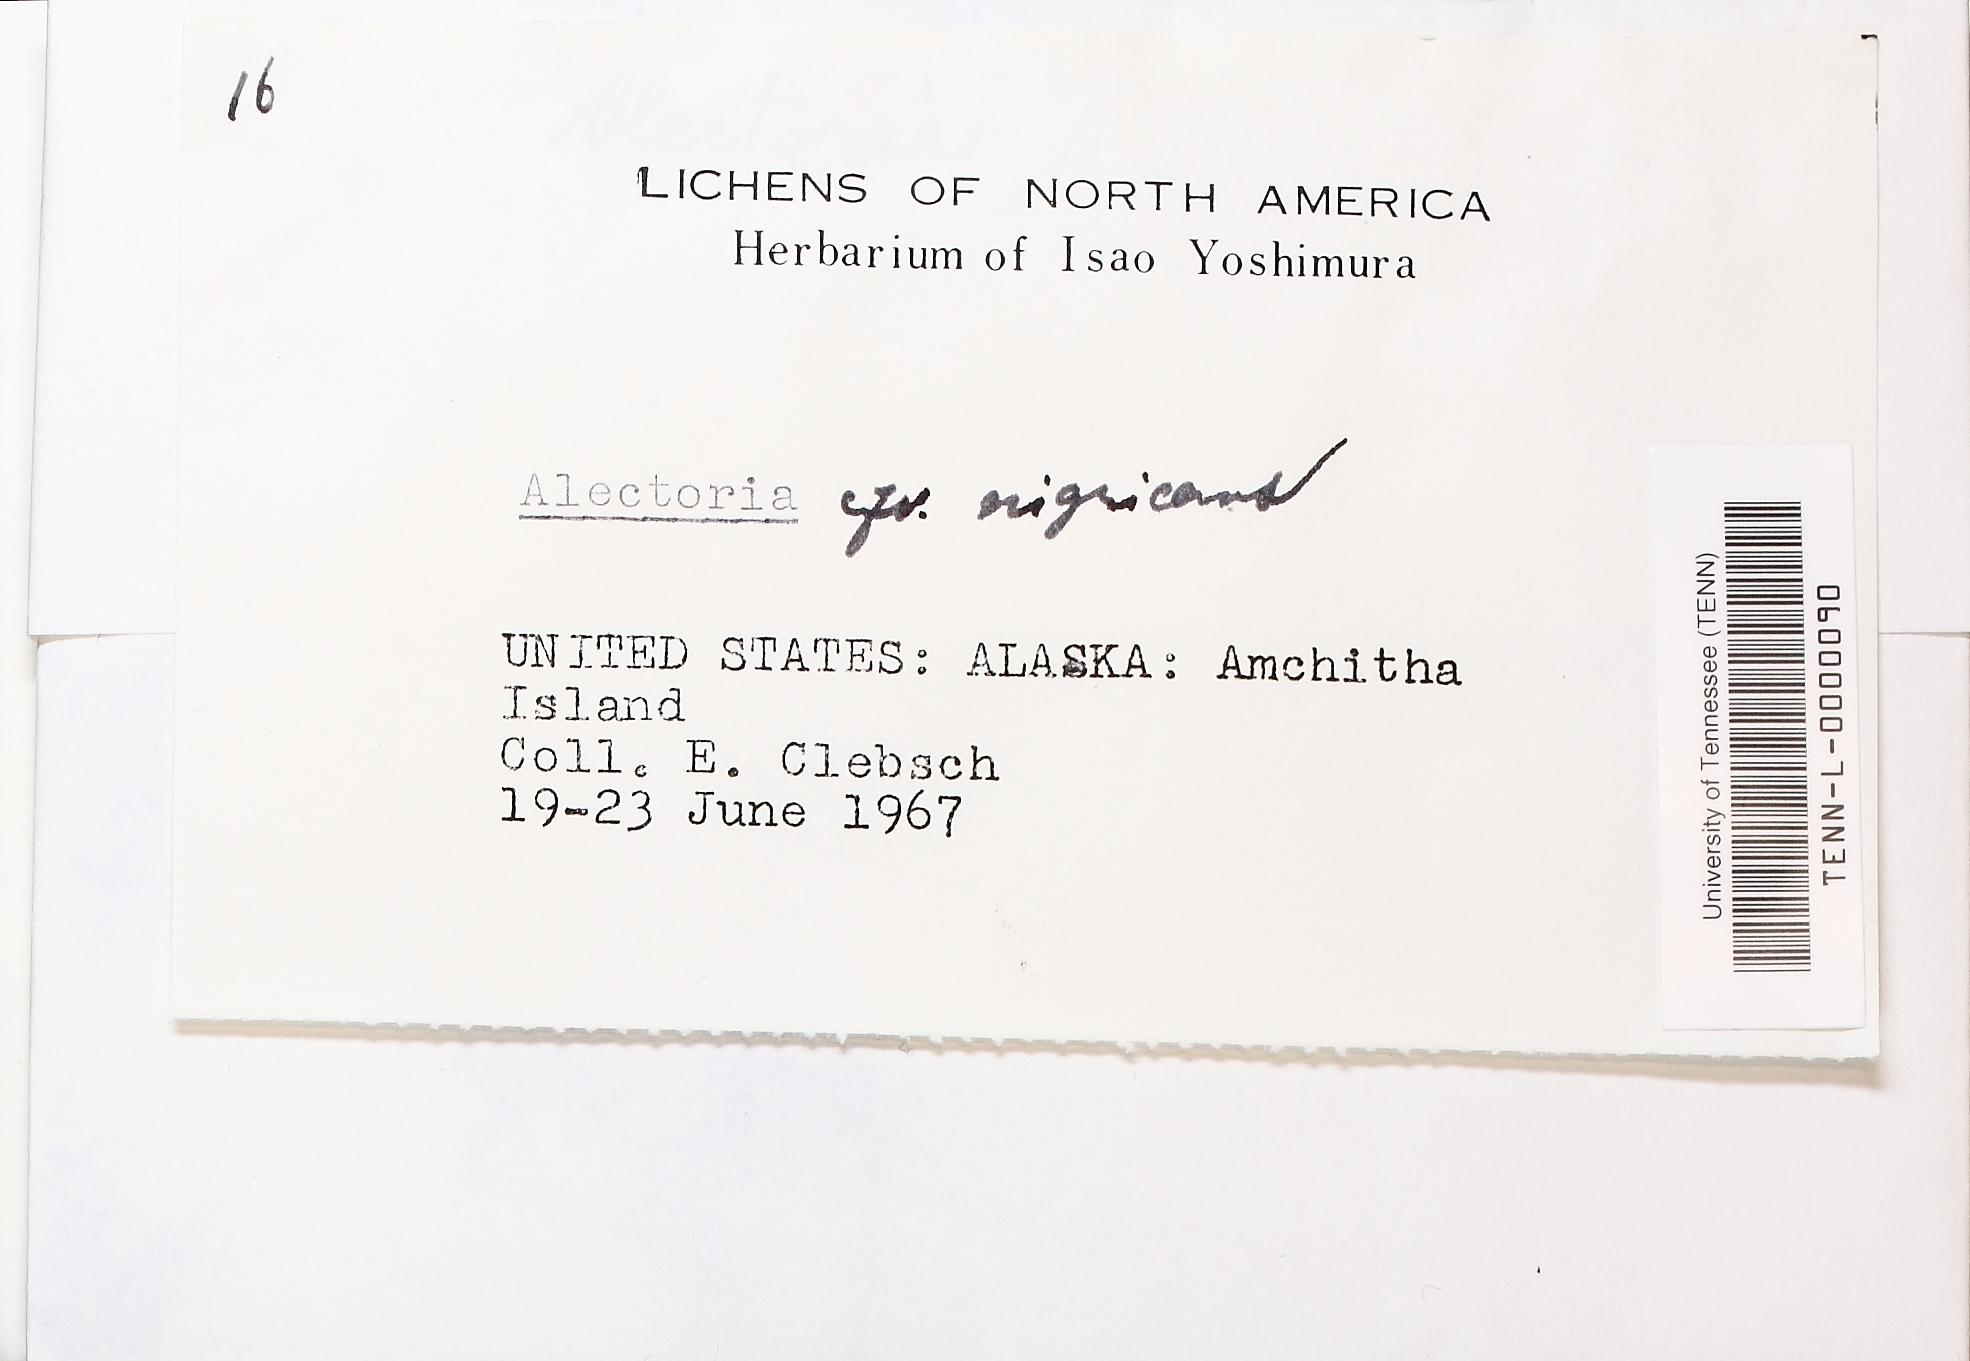 16
LICHENS OF NORTH AMERICA
Herbarium of Isao Yoshimura
Alectoria cfr. nigricans
UNITED STATES: ALASKA: Amchitha
Island
Coll. E. Clebsch
19-23 June 1967
University of Tennessee (TENN)
TENN-L-0000090